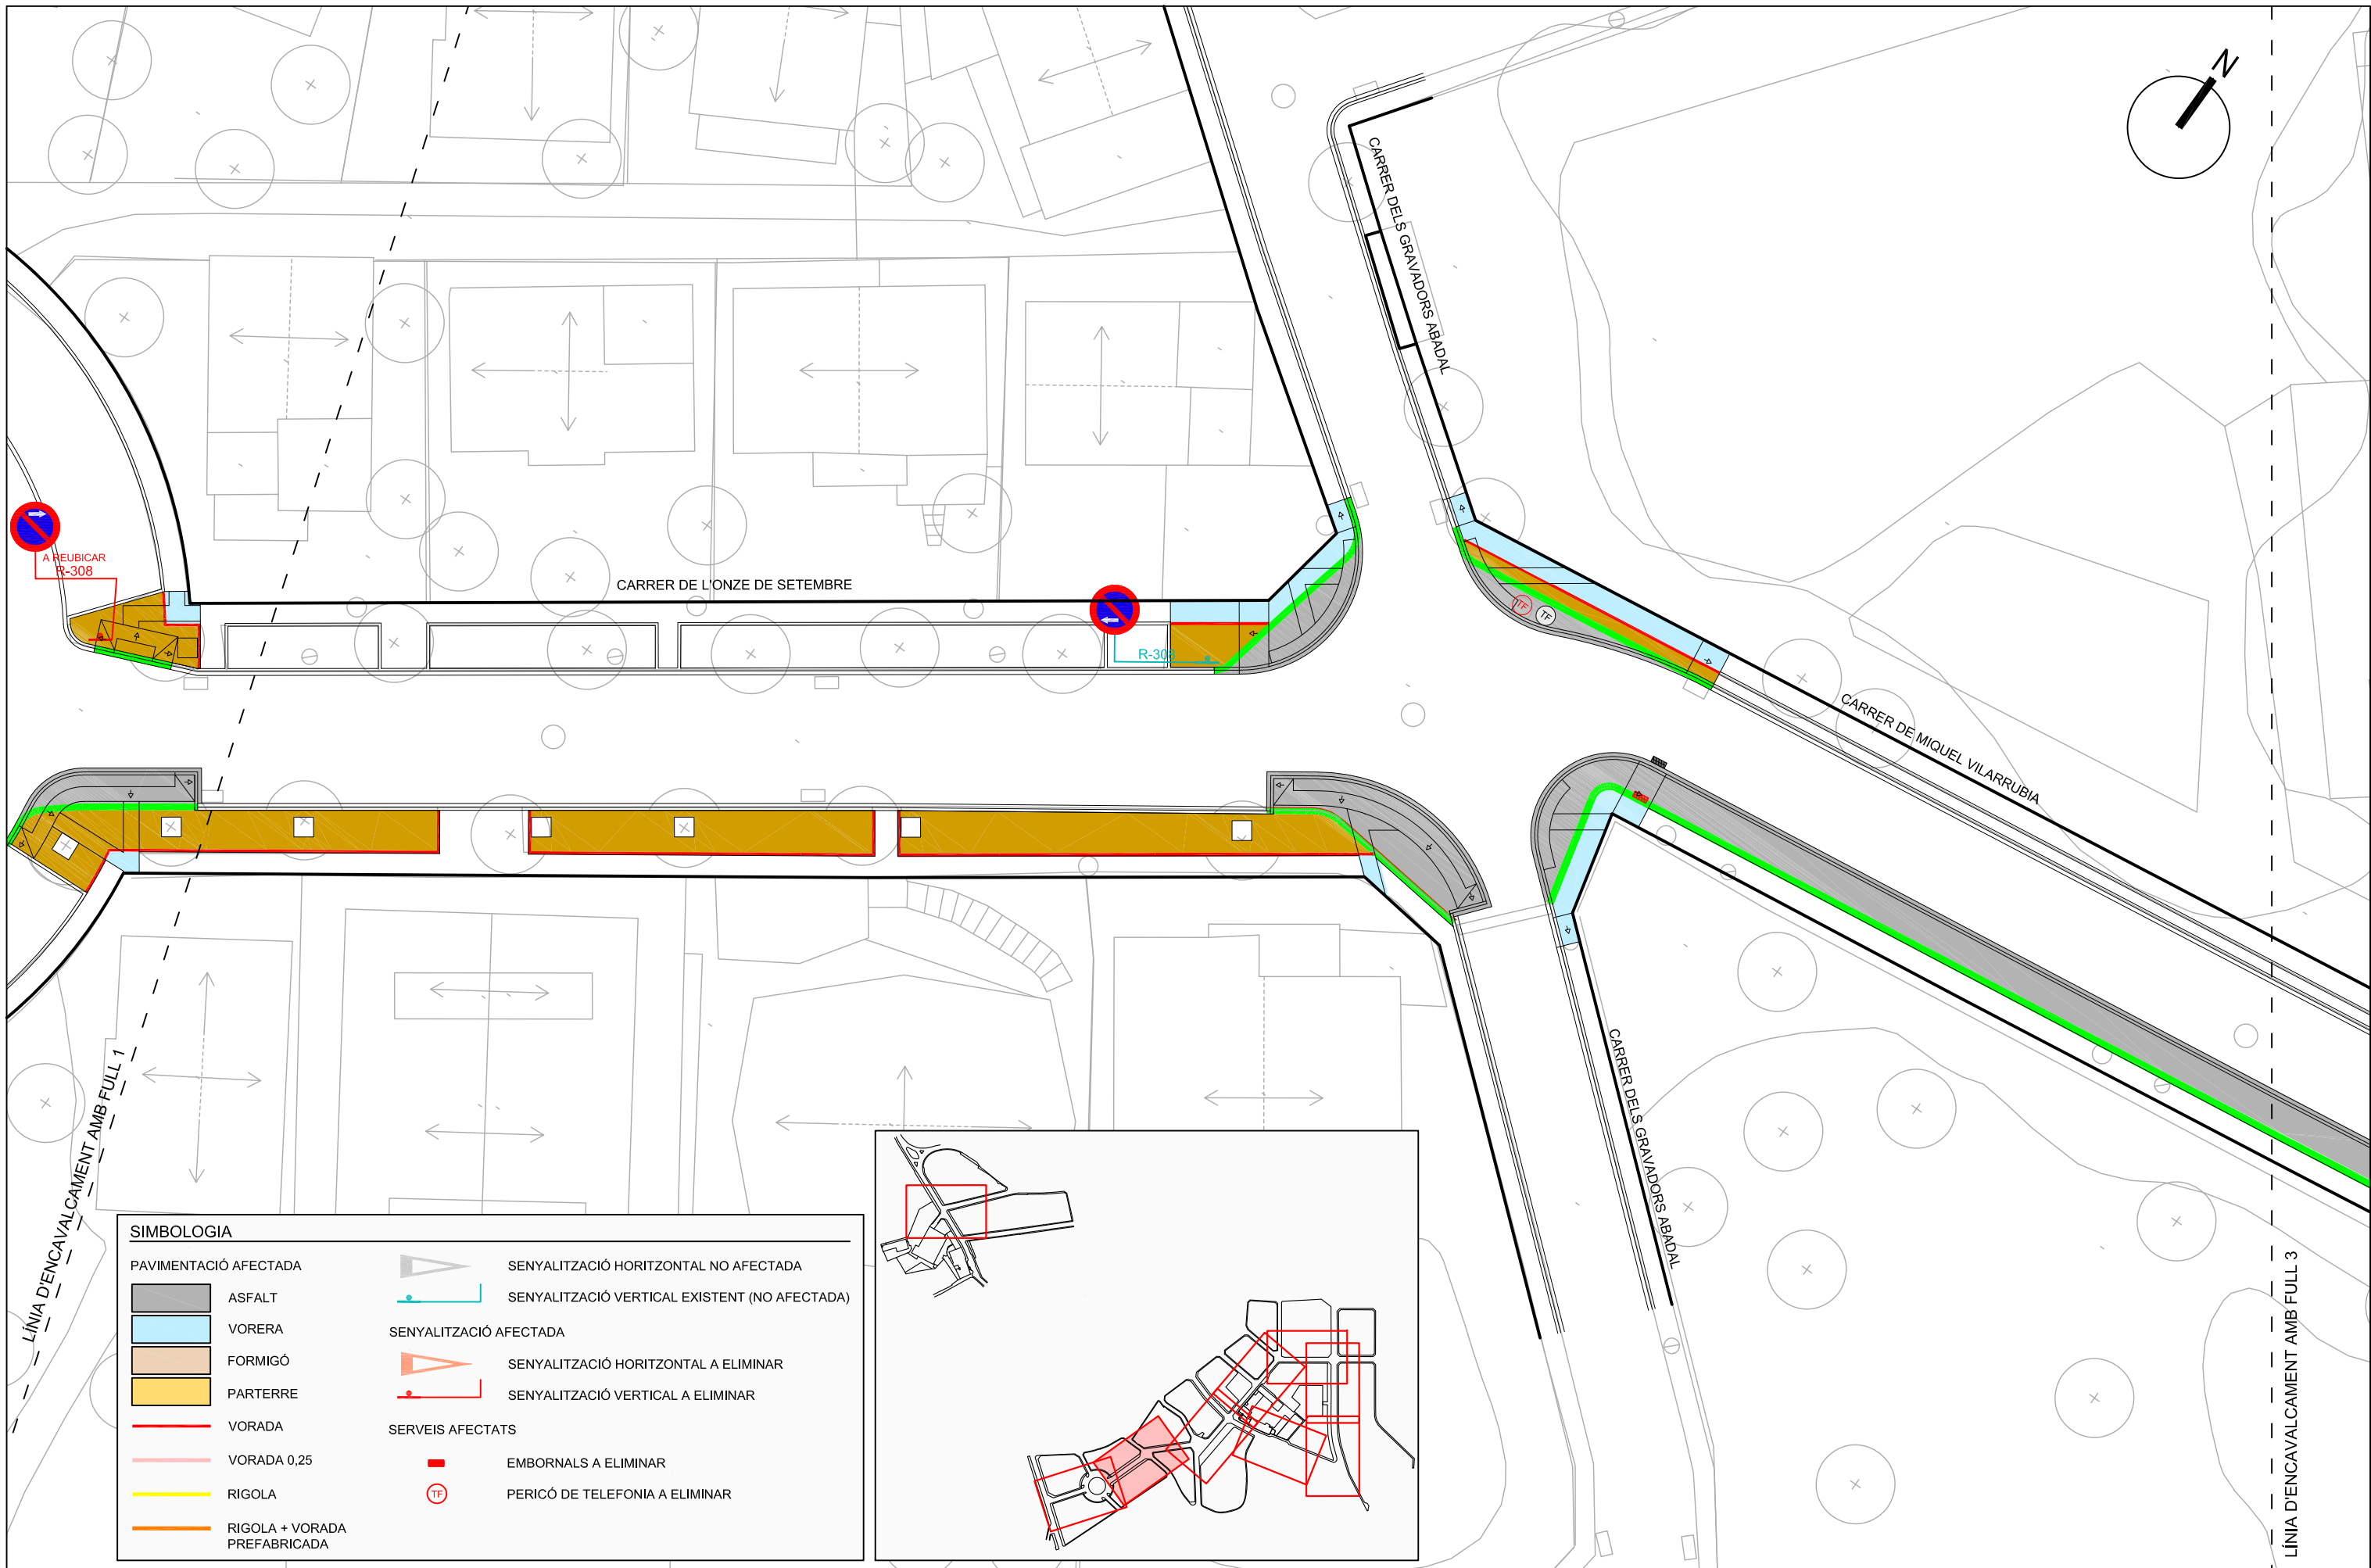 N
CARRER DELS GRAVADORS ABADAL
A REUBICAR
R-308
CARRER DE L'ONZE DE SETEMBRE
R-308
TF
TF
CARRER DE MIQUEL VILARRUBIA
CARRER DELS GRAVADORS ABADAL
LÍNIA D'ENCAVALCAMENT AMB FULL 1
LÍNIA D'ENCAVALCAMENT AMB FULL 3
SIMBOLOGIA
PAVIMENTACIÓ AFECTADA
ASFALT
VORERA
FORMIGÓ
PARTERRE
VORADA
VORADA 0,25
RIGOLA
RIGOLA + VORADA
PREFABRICADA
SENYALITZACIÓ HORITZONTAL NO AFECTADA
SENYALITZACIÓ VERTICAL EXISTENT (NO AFECTADA)
SENYALITZACIÓ AFECTADA
SENYALITZACIÓ HORITZONTAL A ELIMINAR
SENYALITZACIÓ VERTICAL A ELIMINAR
SERVEIS AFECTATS
EMBORNALS A ELIMINAR
TF
PERICÓ DE TELEFONIA A ELIMINAR